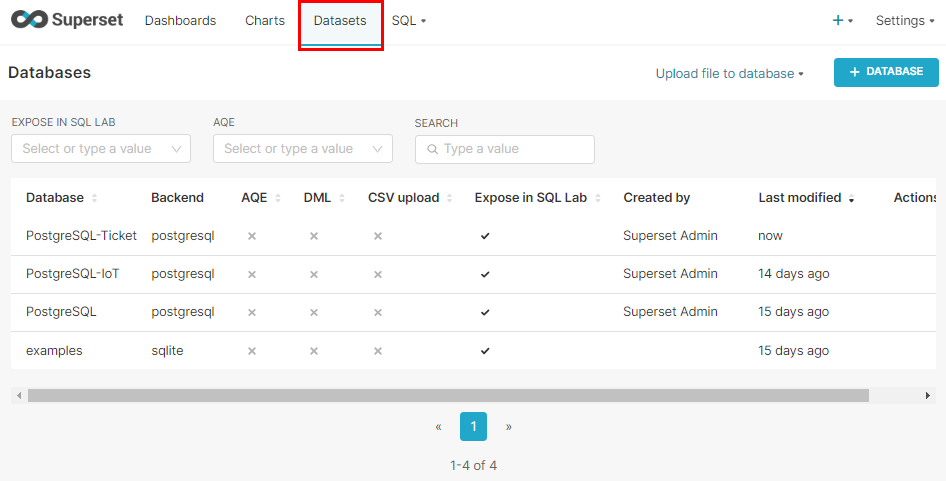 Superset Dashboards Charts Datasets SQL + Settings
Databases Upload file to database + DATABASE
EXPOSE IN SQL LAB AQE SEARCH
Select or type a value Select or type a value Type a value
Database Backend AQE DML CSV upload Expose in SQL Lab Created by Last modified Actions
PostgreSQL-Ticket postgresql × × × ✓ Superset Admin now
PostgreSQL-IoT postgresql × × × ✓ Superset Admin 14 days ago
PostgreSQL postgresql × × × ✓ Superset Admin 15 days ago
examples sqlite × × × ✓ 15 days ago
« 1 »
1-4 of 4